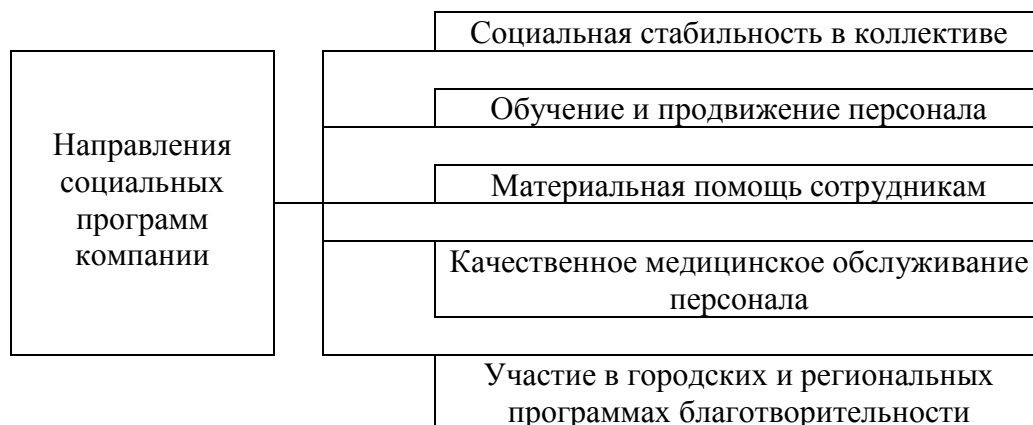 Социальная стабильность в коллективе
Обучение и продвижение персонала
Направления
социальных
программ
компании
Материальная помощь сотрудникам
Качественное медицинское обслуживание
персонала
Участие в городских и региональных
программах благотворительности